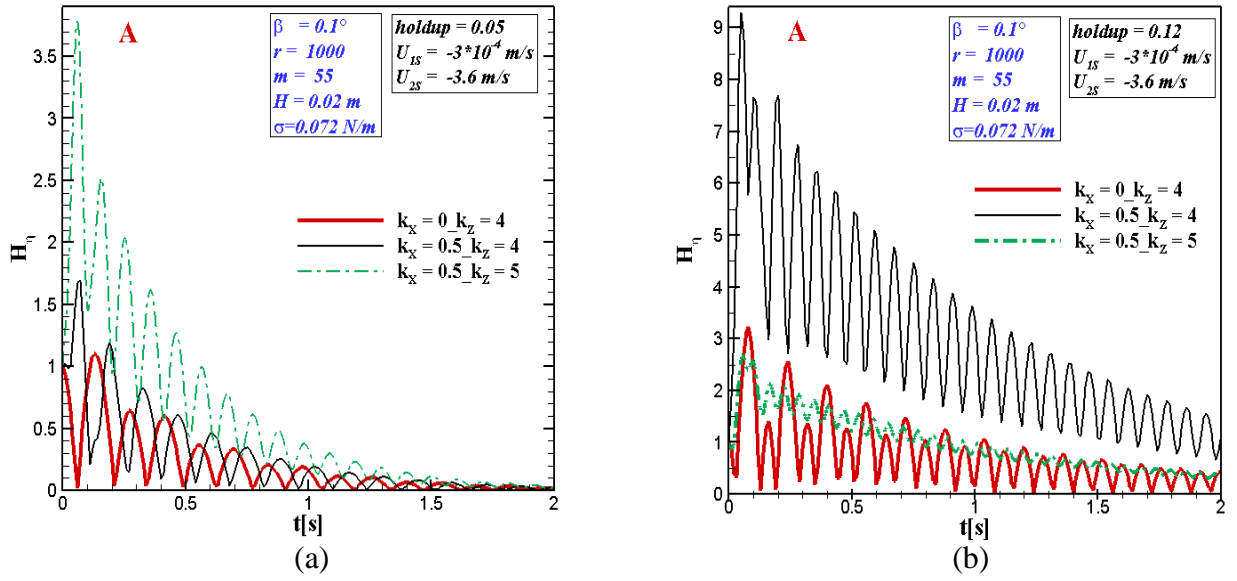 A
β = 0.1°
r = 1000
m = 55
H = 0.02 m
σ=0.072 N/m
holdup = 0.05
U1S = -3*10-4 m/s
U2S = -3.6 m/s
kX = 0_kZ = 4
kX = 0.5_kZ = 4
kX = 0.5_kZ = 5
Hη
3.5
3
2.5
2
1.5
1
0.5
0
0 0.5 1 1.5 2
t[s]
(a)
A
β = 0.1°
r = 1000
m = 55
H = 0.02 m
σ=0.072 N/m
holdup = 0.12
U1S = -3*10-4 m/s
U2S = -3.6 m/s
kX = 0_kZ = 4
kX = 0.5_kZ = 4
kX = 0.5_kZ = 5
Hη
9
8
7
6
5
4
3
2
1
0
0 0.5 1 1.5 2
t[s]
(b)